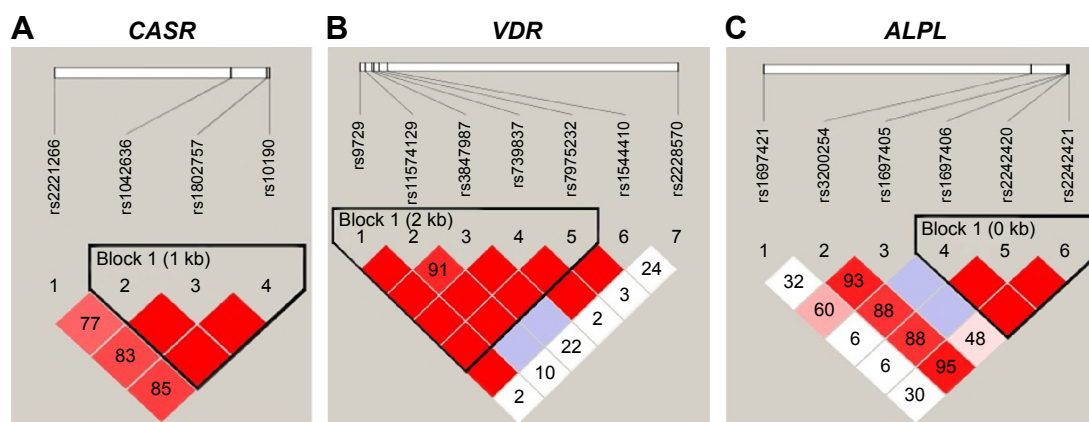 A CASR
rs2221266
rs1042636
rs1802757
rs10190
Block 1 (1 kb)
1 2 3 4
77
83
85
B VDR
rs9729
rs11574129
rs3847987
rs739837
rs7975232
rs1544410
rs2228570
Block 1 (2 kb)
1 2 3 4 5 6 7
91 24
3
2
22
10
2
C ALPL
rs1697421
rs3200254
rs1697405
rs1697406
rs2242420
rs2242421
Block 1 (0 kb)
1 2 3 4 5 6
32 93
60 88
6 88 48
6 95
30